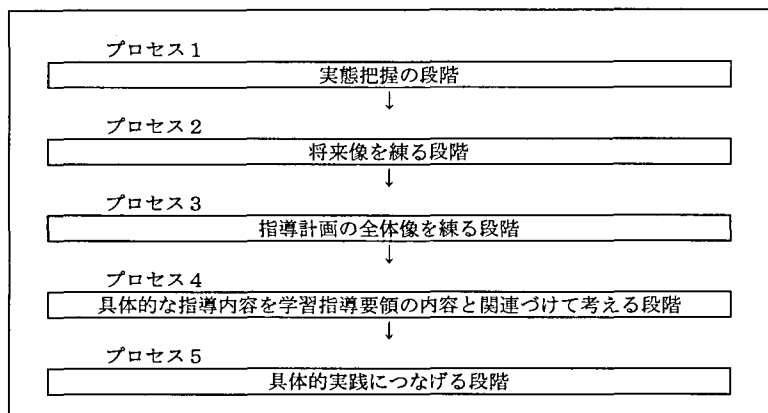 プロセス1
実態把握の段階
↓
プロセス2
将来像を練る段階
↓
プロセス3
指導計画の全体像を練る段階
↓
プロセス4
具体的な指導内容を学習指導要領の内容と関連づけて考える段階
↓
プロセス5
具体的実践につなげる段階